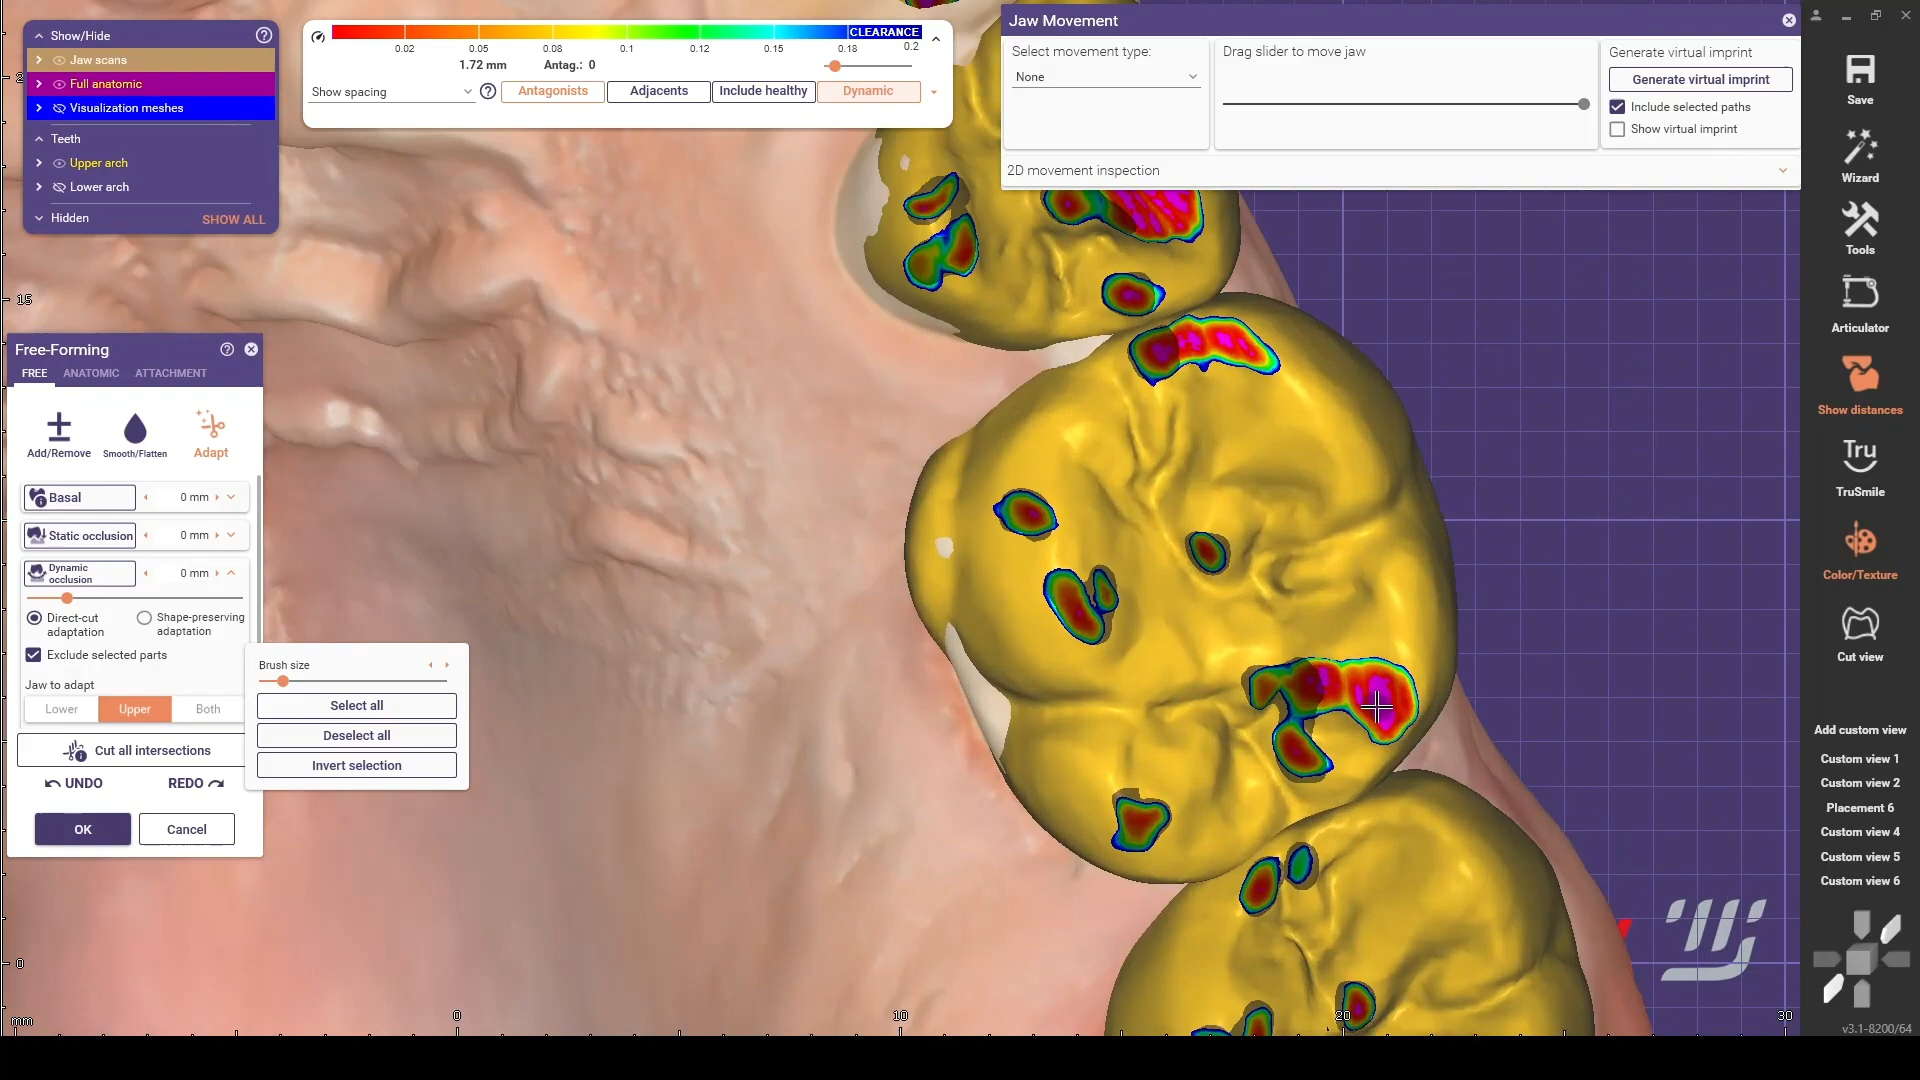 Show/Hide
Jaw scans
Full anatomic
Visualization meshes
Teeth
Upper arch
Lower arch
Hidden
SHOW ALL
CLEARANCE
0.02 0.05 0.08 0.1 0.12 0.15 0.18 0.2
1.72 mm Antag.: 0
Show spacing
Antagonists
Adjacents
Include healthy
Dynamic
Jaw Movement
Select movement type:
None
Drag slider to move jaw
Generate virtual imprint
Generate virtual imprint
Include selected paths
Show virtual imprint
2D movement inspection
Save
Wizard
Tools
Articulator
Show distances
Tru
TruSmile
Color/Texture
Cut view
Add custom view
Custom view 1
Custom view 2
Placement 6
Custom view 4
Custom view 5
Custom view 6
v3.1-8200/64
Free-Forming
FREE ANATOMIC ATTACHMENT
Add/Remove
Smooth/Flatten
Adapt
Basal 0 mm
Static occlusion 0 mm
Dynamic
occlusion
0 mm
Direct-cut
adaptation
Shape-preserving
adaptation
Exclude selected parts
Jaw to adapt
Lower Upper Both
Cut all intersections
UNDO REDO
OK Cancel
Brush size
Select all
Deselect all
Invert selection
15
0
mm
0 10 20 30